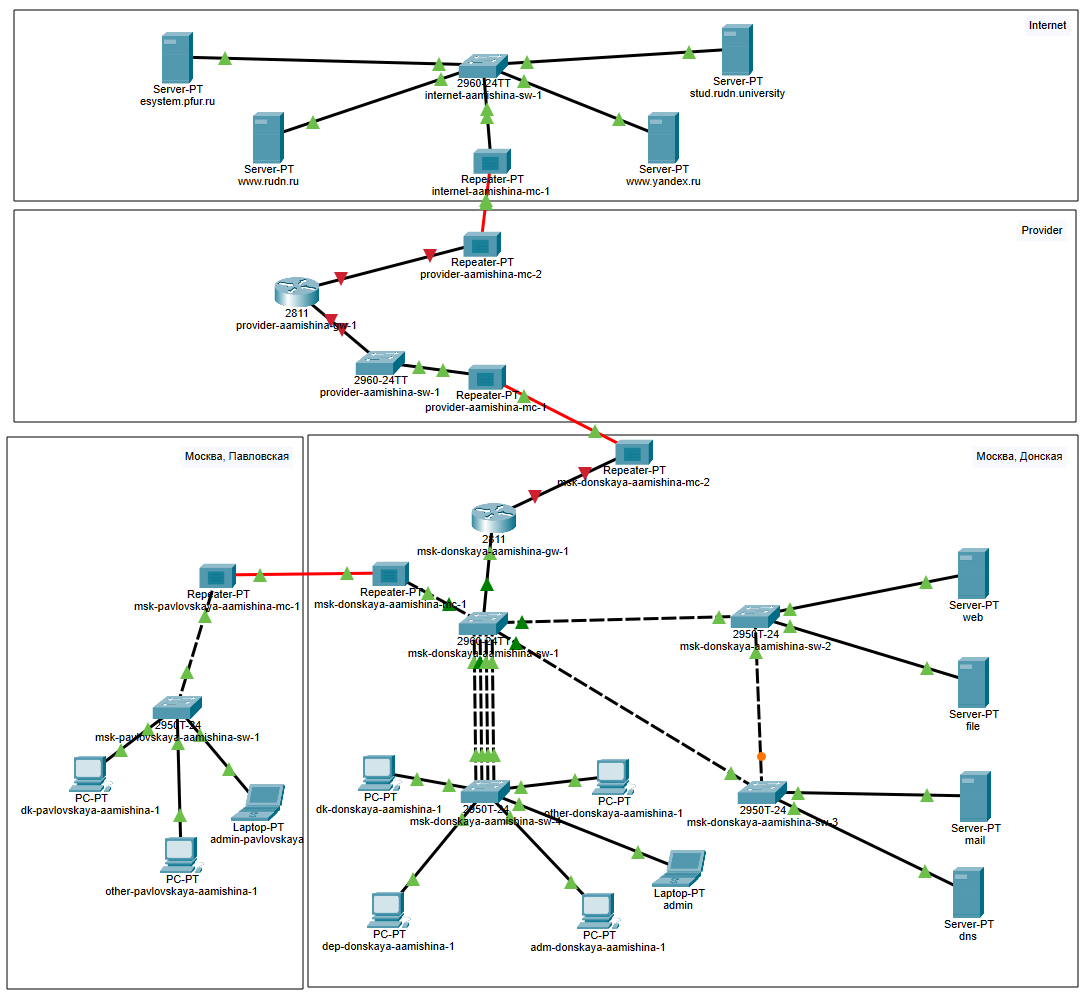 Internet
Server-PT
esystem.pfur.ru
2960-24TT
internet-aamishina-sw-1
Server-PT
stud.rudn.university
Server-PT
www.rudn.ru
Server-PT
www.yandex.ru
Repeater-PT
internet-aamishina-mc-1
Provider
Repeater-PT
provider-aamishina-mc-2
2811
provider-aamishina-gw-1
2960-24TT
provider-aamishina-sw-1
Repeater-PT
provider-aamishina-mc-1
Москва, Павловская
Москва, Донская
Repeater-PT
msk-donskaya-aamishina-mc-2
2811
msk-donskaya-aamishina-gw-1
Repeater-PT
msk-pavlovskaya-aamishina-mc-1
Repeater-PT
msk-donskaya-aamishina-mc-1
2960-24TT
msk-donskaya-aamishina-sw-1
2950T-24
msk-donskaya-aamishina-sw-2
Server-PT
web
Server-PT
file
2950T-24
msk-pavlovskaya-aamishina-sw-1
PC-PT
dk-pavlovskaya-aamishina-1
Laptop-PT
admin-pavlovskaya
PC-PT
other-pavlovskaya-aamishina-1
PC-PT
dk-donskaya-aamishina-1
2950T-24
msk-donskaya-aamishina-sw-4
PC-PT
other-donskaya-aamishina-1
2950T-24
msk-donskaya-aamishina-sw-3
Server-PT
mail
Laptop-PT
admin
PC-PT
dep-donskaya-aamishina-1
PC-PT
adm-donskaya-aamishina-1
Server-PT
dns